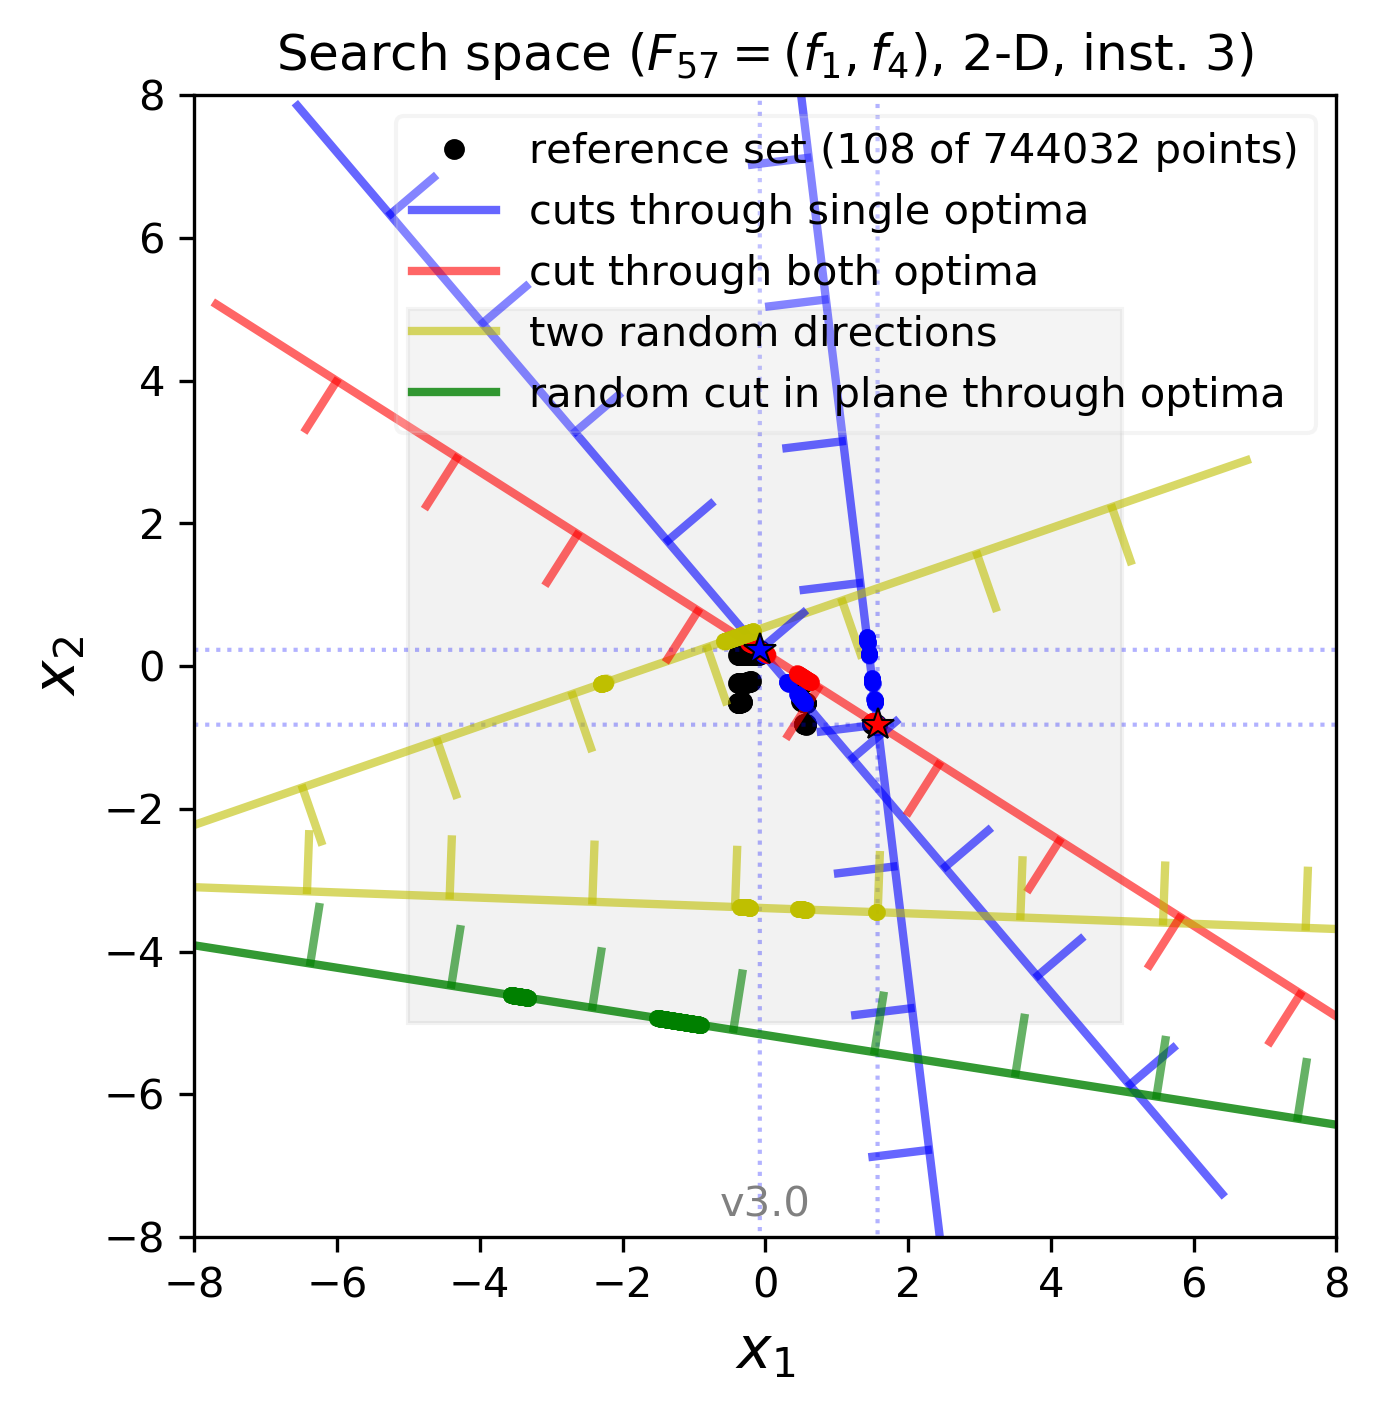 Search space (F₅₇ = (f₁, f₄), 2-D, inst. 3)
reference set (108 of 744032 points)
cuts through single optima
cut through both optima
two random directions
random cut in plane through optima
8
6
4
2
0
−2
−4
−6
−8
x₂
v3.0
−8 −6 −4 −2 0 2 4 6 8
x₁